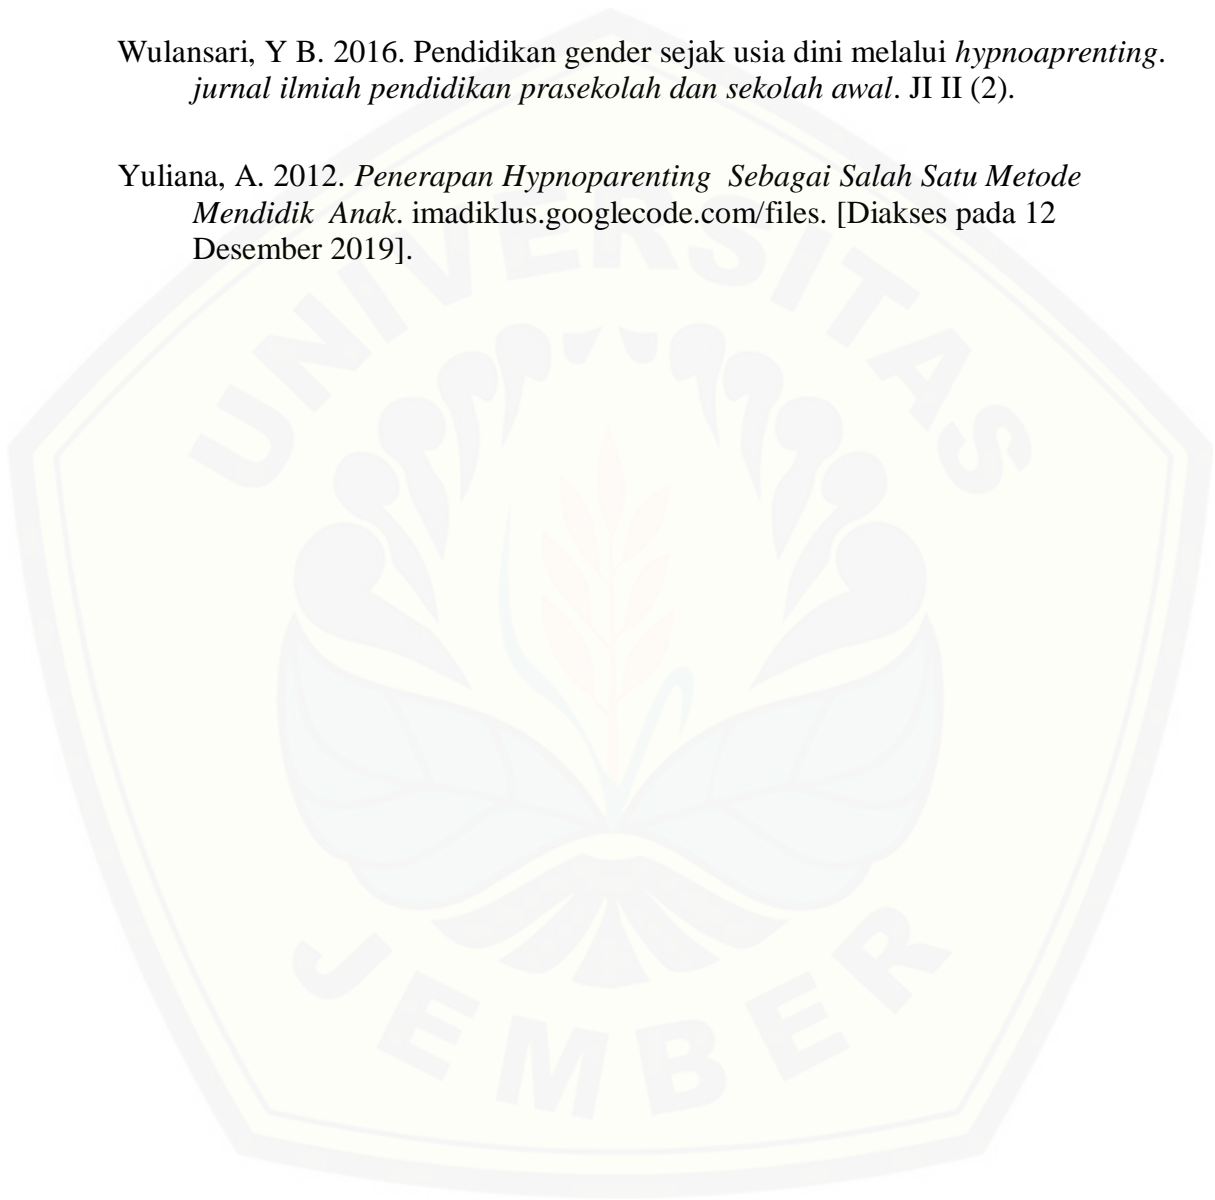 Wulansari, Y B. 2016. Pendidikan gender sejak usia dini melalui hypnoaprenting.
jurnal ilmiah pendidikan prasekolah dan sekolah awal. JI II (2).
Yuliana, A. 2012. Penerapan Hypnoparenting  Sebagai Salah Satu Metode
Mendidik  Anak. imadiklus.googlecode.com/files. [Diakses pada 12
Desember 2019].
UNIVERSITAS
JEMBER